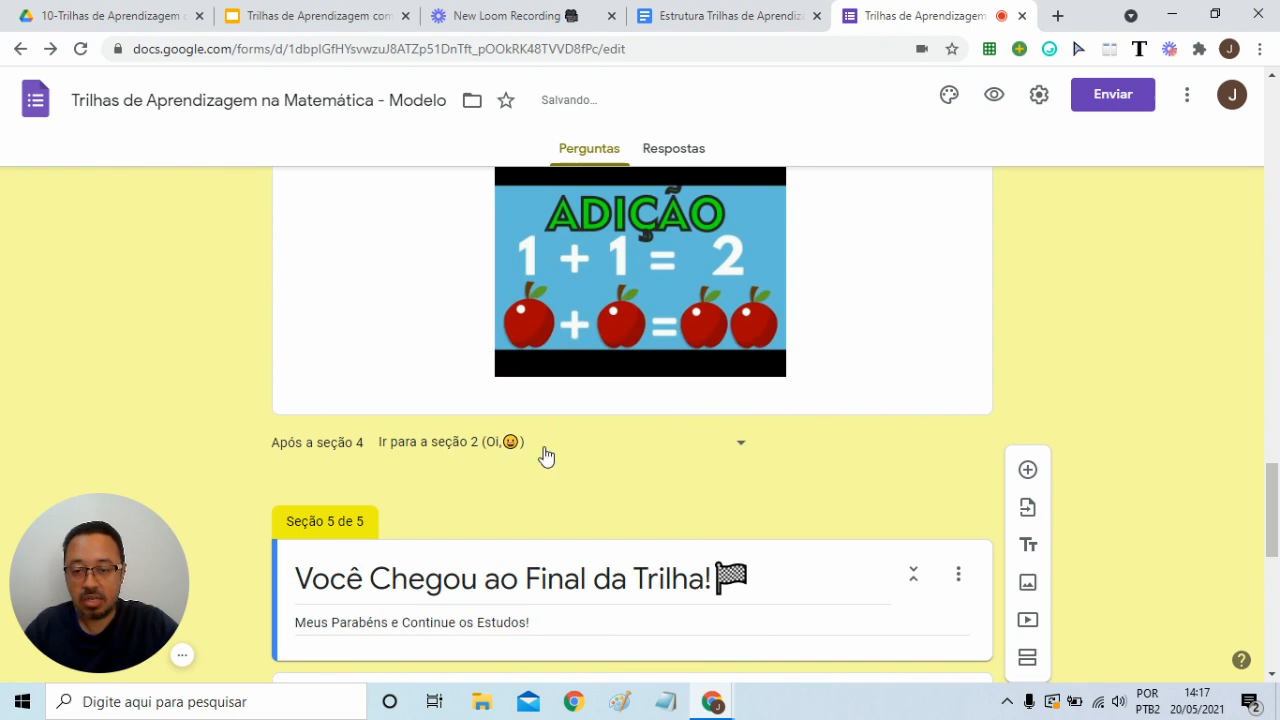 10-Trilhas de Aprendizagem d
Trilhas de Matemática com
New Loom Recording
Estrutura Trilhas de Aprendiz
Trilhas de Aprendizagem
docs.google.com/forms/d/1dbpIGfHYsvwzuJ8ATZp51DnTft_pOOkRK48TVVD8fPc/edit
T
J
Trilhas de Aprendizagem na Matemática - Modelo
Salvando...
Enviar
J
Perguntas
Respostas
ADIÇÃO
1 + 1 = 2
+ =
Após a seção 4
Ir para a seção 2 (Oi,😀)
Seção 5 de 5
Você Chegou ao Final da Trilha!🏁
Meus Parabéns e Continue os Estudos!
Tт
Digite aqui para pesquisar
POR
PTB2
14:17
20/05/2021
2